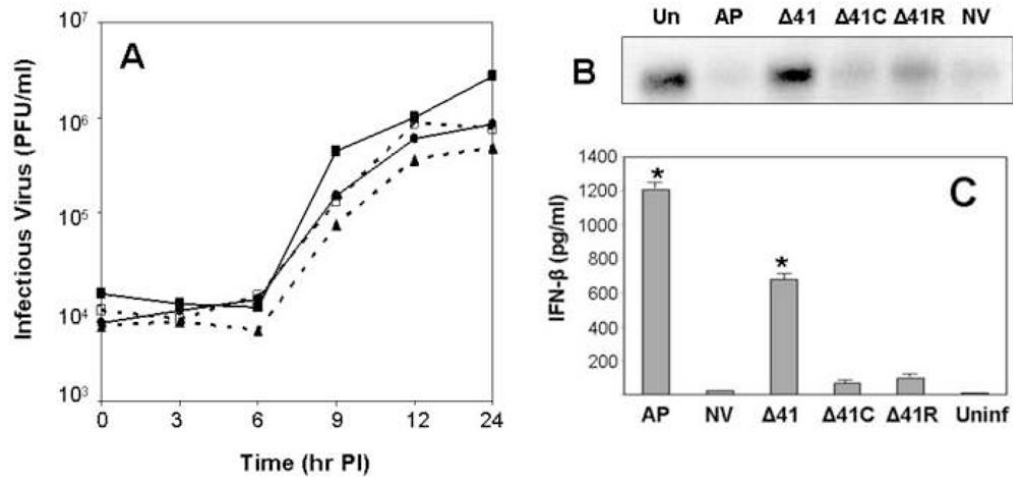 A
Infectious Virus (PFU/ml)
10⁷
10⁶
10⁵
10⁴
10³
0 3 6 9 12 24
Time (hr PI)
Un AP Δ41 Δ41C Δ41R NV
B
C
IFN-β (pg/ml)
1400
1200
1000
800
600
400
200
* *
AP NV Δ41 Δ41C Δ41R Uninf